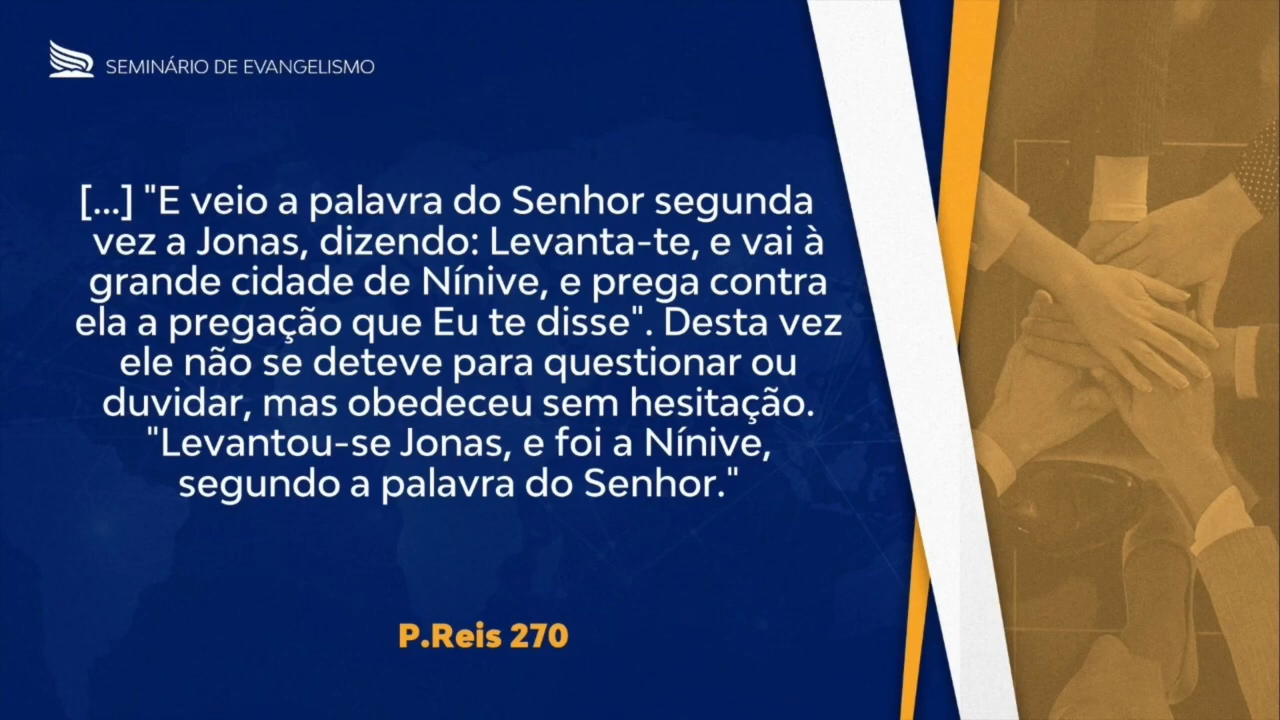 SEMINÁRIO DE EVANGELISMO
[...] "E veio a palavra do Senhor segunda
vez a Jonas, dizendo: Levanta-te, e vai à
grande cidade de Nínive, e prega contra
ela a pregação que Eu te disse". Desta vez
ele não se deteve para questionar ou
duvidar, mas obedeceu sem hesitação.
"Levantou-se Jonas, e foi a Nínive,
segundo a palavra do Senhor."
P.Reis 270